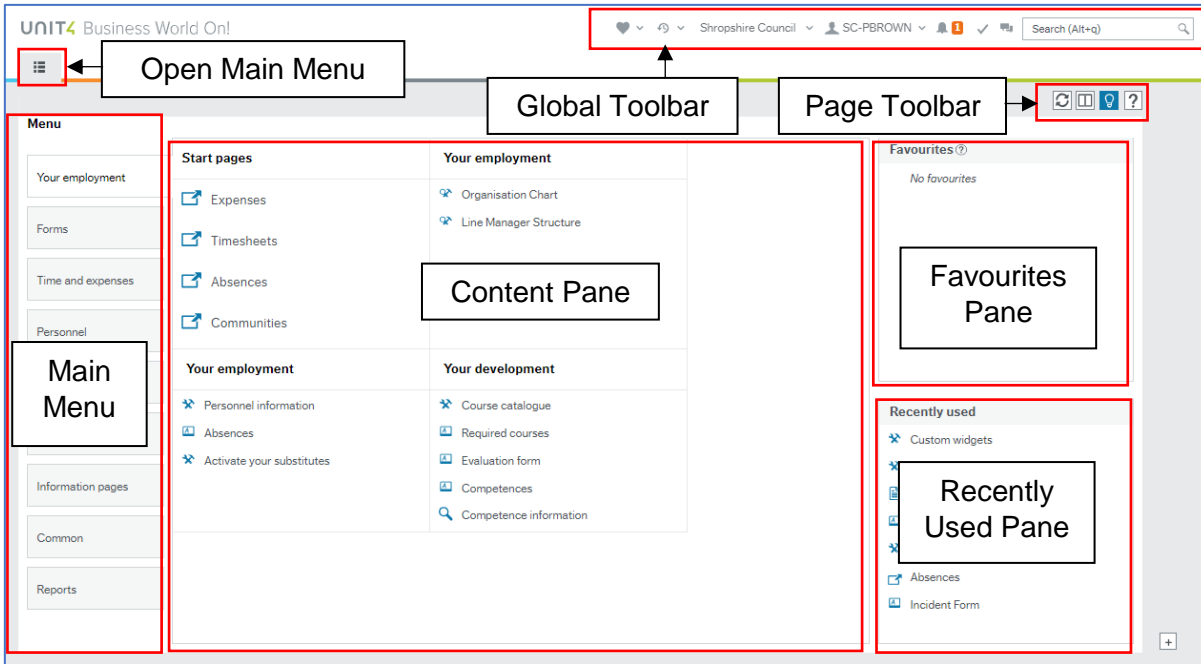 UNIT4 Business World On!
Shropshire Council
SC-PBROWN
1
Search (Alt+q)
Open Main Menu
Global Toolbar
Page Toolbar
?
Menu
Your employment
Forms
Time and expenses
Personnel
Main
Menu
Information pages
Common
Reports
Start pages
Expenses
Timesheets
Absences
Communities
Your employment
Organisation Chart
Line Manager Structure
Content Pane
Your employment
Personnel information
Absences
Activate your substitutes
Your development
Course catalogue
Required courses
Evaluation form
Competences
Competence information
Favourites ?
No favourites
Favourites
Pane
Recently used
Custom widgets
Recently
Used Pane
Absences
Incident Form
+